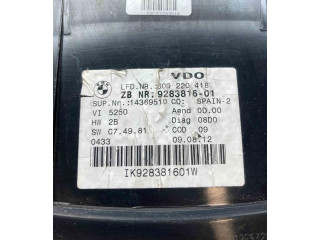 VDO
LFD.NR.:309 220 418
ZB NR:9283816-01
SUP.Nr.:14369510 CO: SPAIN-2
VI 5250 Aend 00.00
HW 2B Diag 08D0
SW C7.49.81 COD 09
0433 09.08.12
IK928381601W